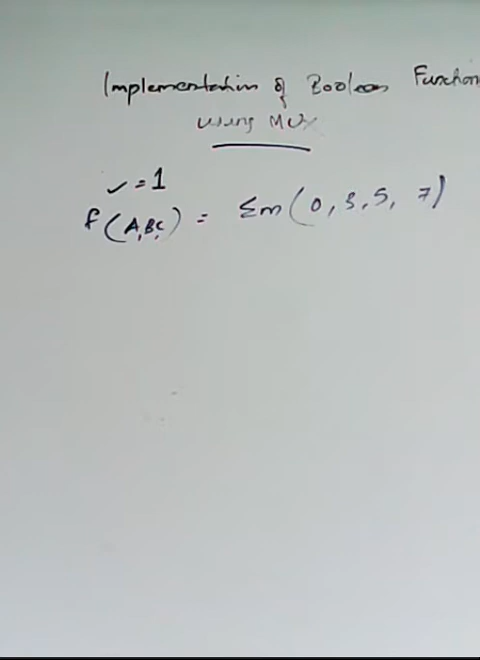 Implementation of Boolean Function
using MUX
✓ = 1
f(A,B,C) = Σm(0, 3, 5, 7)